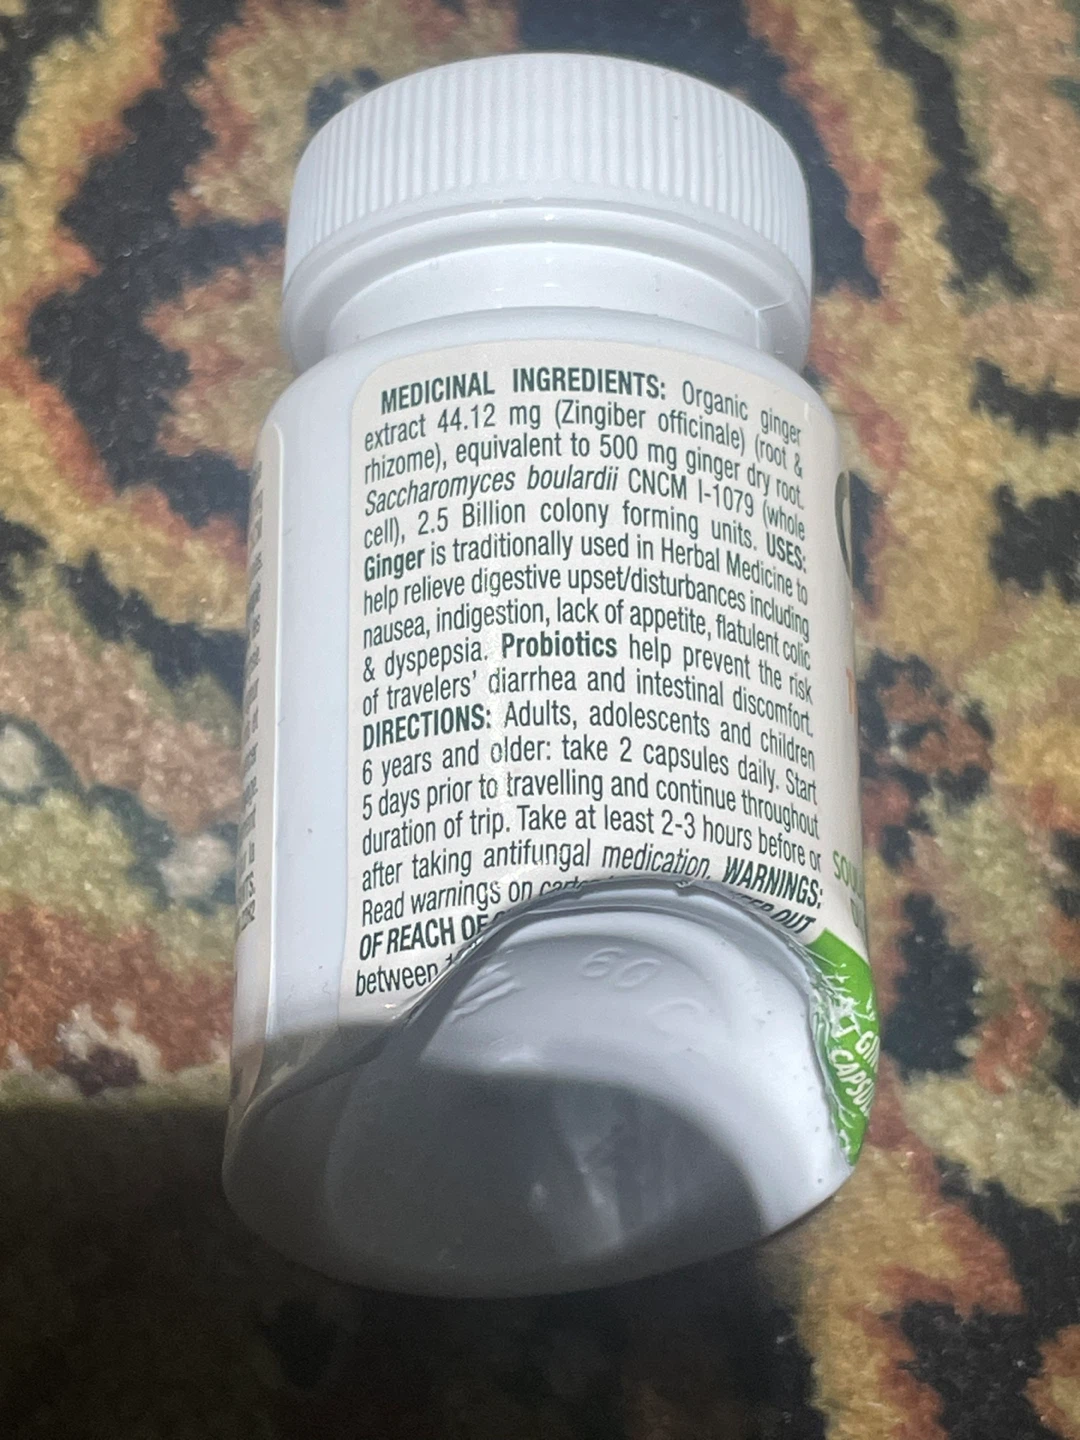 MEDICINAL INGREDIENTS: Organic ginger
extract 44.12 mg (Zingiber officinale) (root &
rhizome), equivalent to 500 mg ginger dry root.
Saccharomyces boulardii CNCM I-1079 (whole
cell), 2.5 Billion colony forming units. USES:
Ginger is traditionally used in Herbal Medicine to
help relieve digestive upset/disturbances including
nausea, indigestion, lack of appetite, flatulent colic
& dyspepsia. Probiotics help prevent the risk
of travelers' diarrhea and intestinal discomfort.
DIRECTIONS: Adults, adolescents and children
6 years and older: take 2 capsules daily. Start
5 days prior to travelling and continue throughout
duration of trip. Take at least 2-3 hours before or
after taking antifungal medication. WARNINGS:
Read warnings on OUT
OF REACH OF
between
60